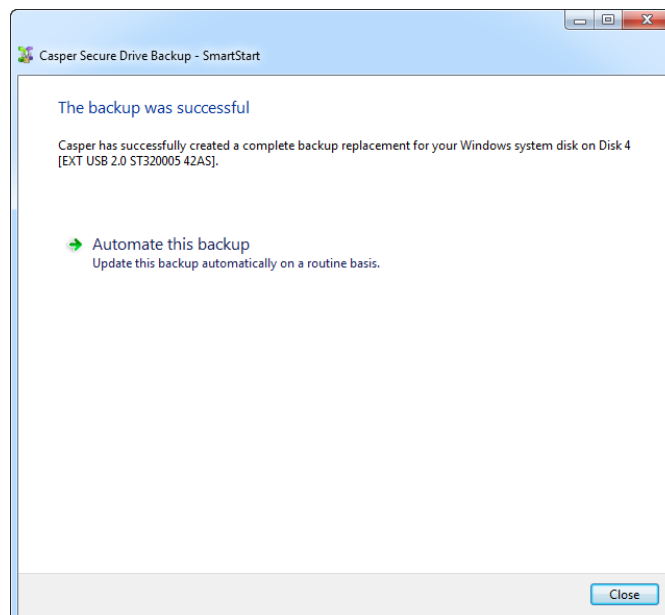 Casper Secure Drive Backup - SmartStart
The backup was successful
Casper has successfully created a complete backup replacement for your Windows system disk on Disk 4
[EXT USB 2.0 ST320005 42AS].
Automate this backup
Update this backup automatically on a routine basis.
Close